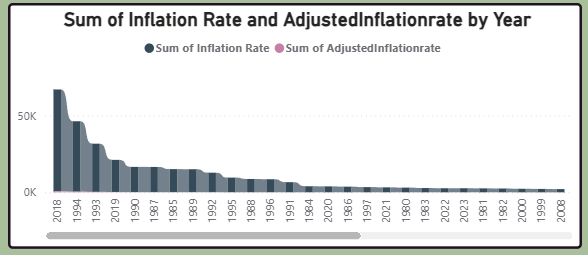 Sum of Inflation Rate and AdjustedInflationrate by Year
Sum of Inflation Rate Sum of AdjustedInflationrate
50K
0K
2018 1994 1993 2019 1990 1987 1985 1989 1992 1995 1988 1996 1991 1984 2020 1986 1997 2021 1980 1983 2022 2023 1981 1982 2000 1999 2008